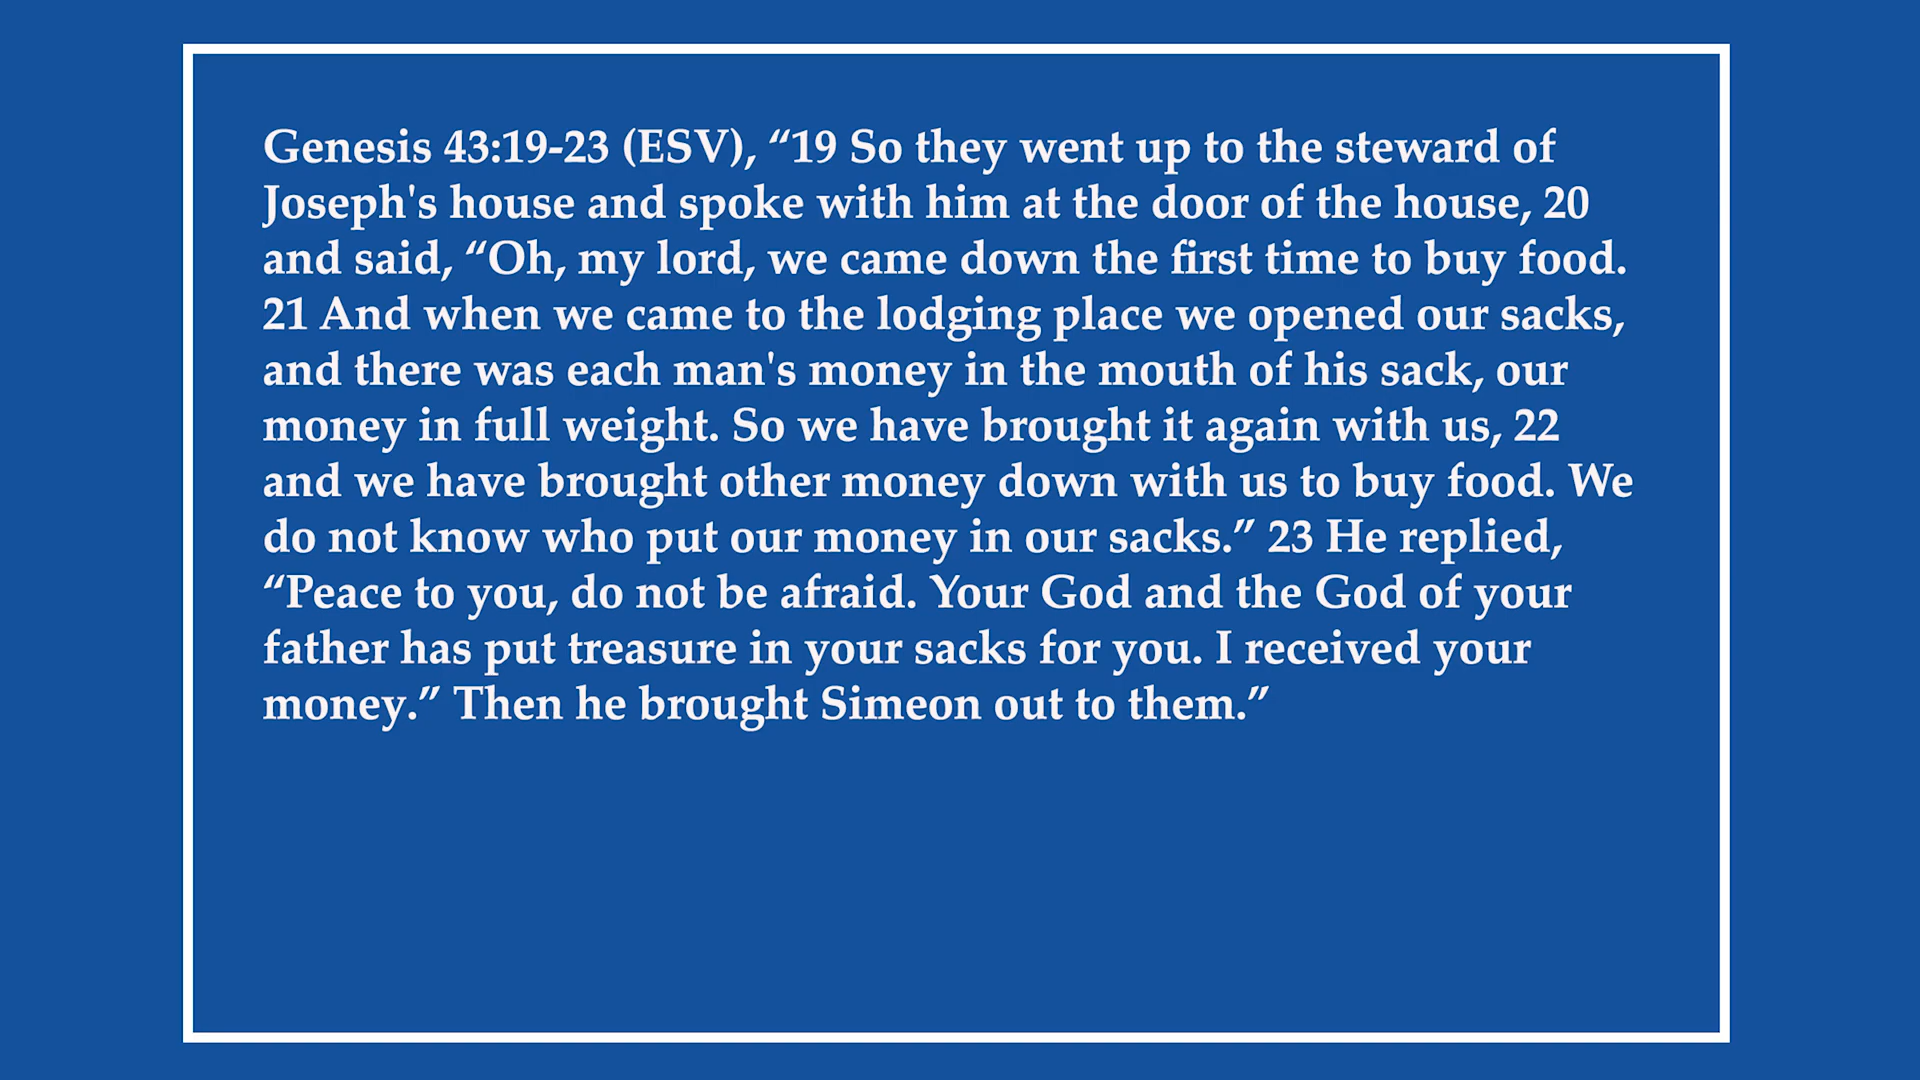 Genesis 43:19-23 (ESV), “19 So they went up to the steward of
Joseph's house and spoke with him at the door of the house, 20
and said, “Oh, my lord, we came down the first time to buy food.
21 And when we came to the lodging place we opened our sacks,
and there was each man's money in the mouth of his sack, our
money in full weight. So we have brought it again with us, 22
and we have brought other money down with us to buy food. We
do not know who put our money in our sacks.” 23 He replied,
“Peace to you, do not be afraid. Your God and the God of your
father has put treasure in your sacks for you. I received your
money.” Then he brought Simeon out to them.”